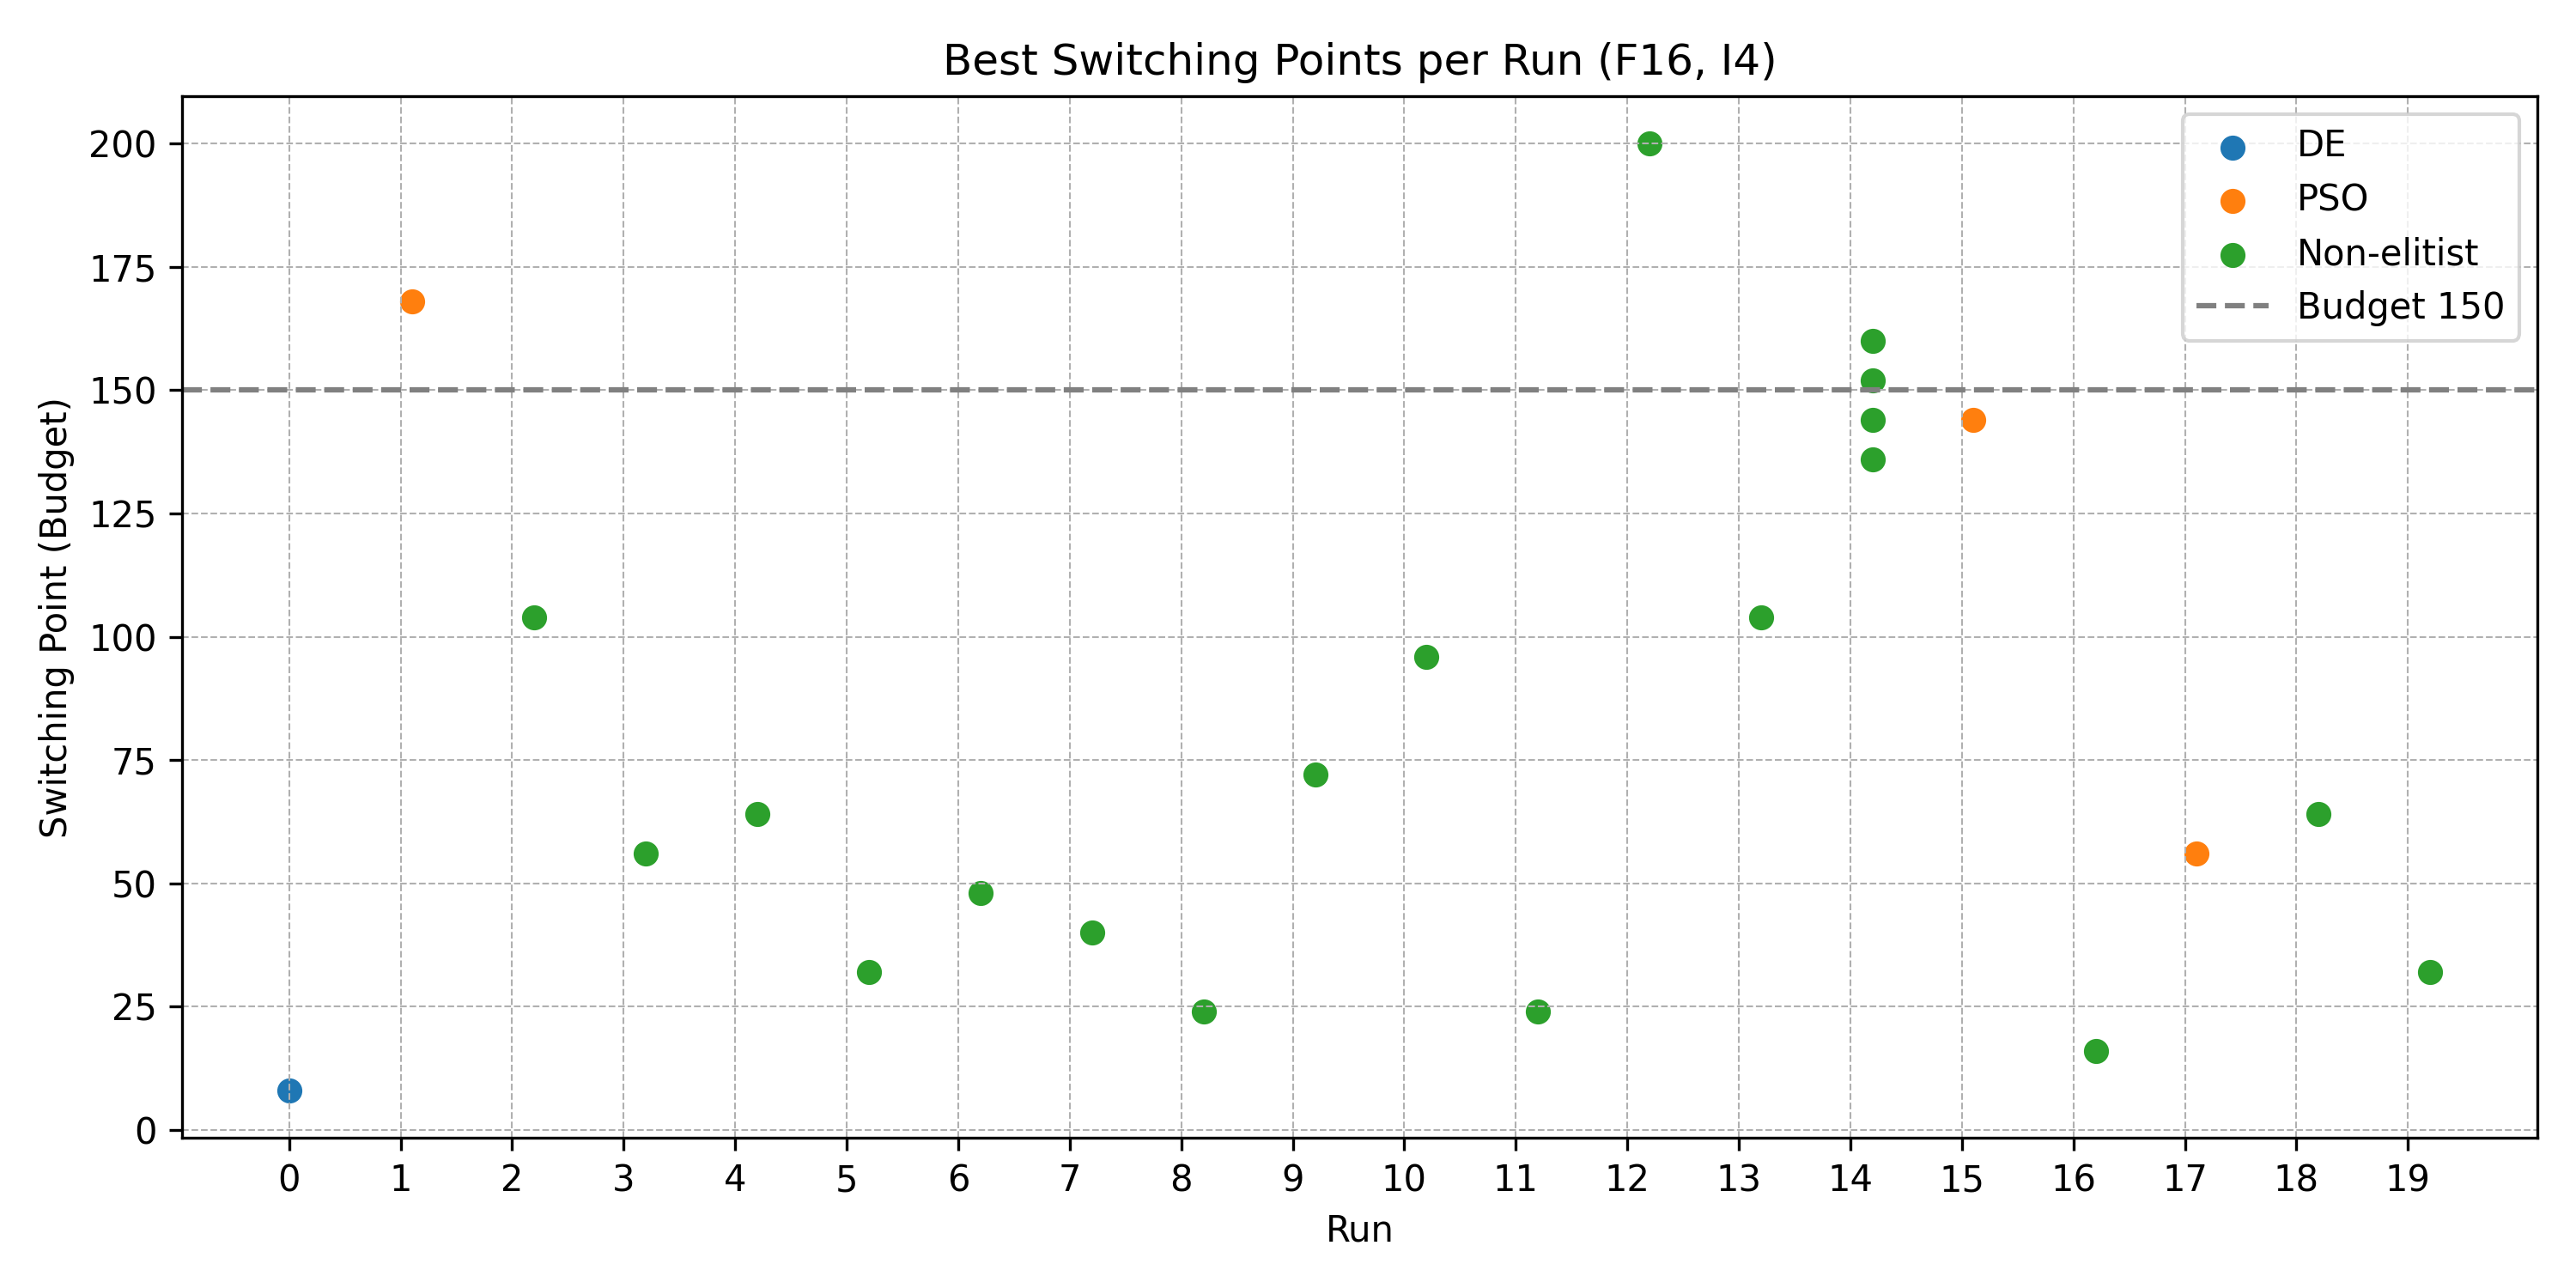 Best Switching Points per Run (F16, I4)
Switching Point (Budget)
200
175
150
125
100
75
50
25
0
DE
PSO
Non-elitist
Budget 150
0 1 2 3 4 5 6 7 8 9 10 11 12 13 14 15 16 17 18 19
Run